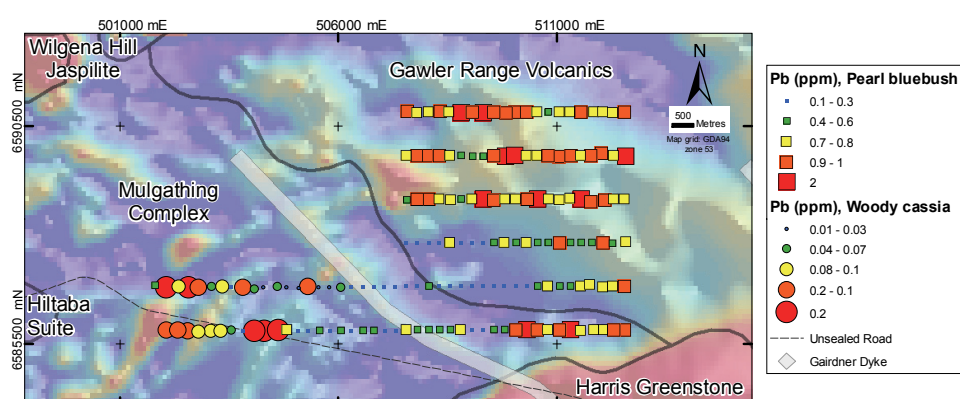 501000 mE
506000 mE
511000 mE
Wilgena Hill
Jaspilite
Gawler Range Volcanics
N
500
Metres
Map grid: GDA94
zone 53
6590500 mN
Mulgathing
Complex
Hiltaba
Suite
6585500 mN
Harris Greenstone
Pb (ppm), Pearl bluebush
0.1 - 0.3
0.4 - 0.6
0.7 - 0.8
0.9 - 1
2
Pb (ppm), Woody cassia
0.01 - 0.03
0.04 - 0.07
0.08 - 0.1
0.2 - 0.1
0.2
Unsealed Road
Gairdner Dyke